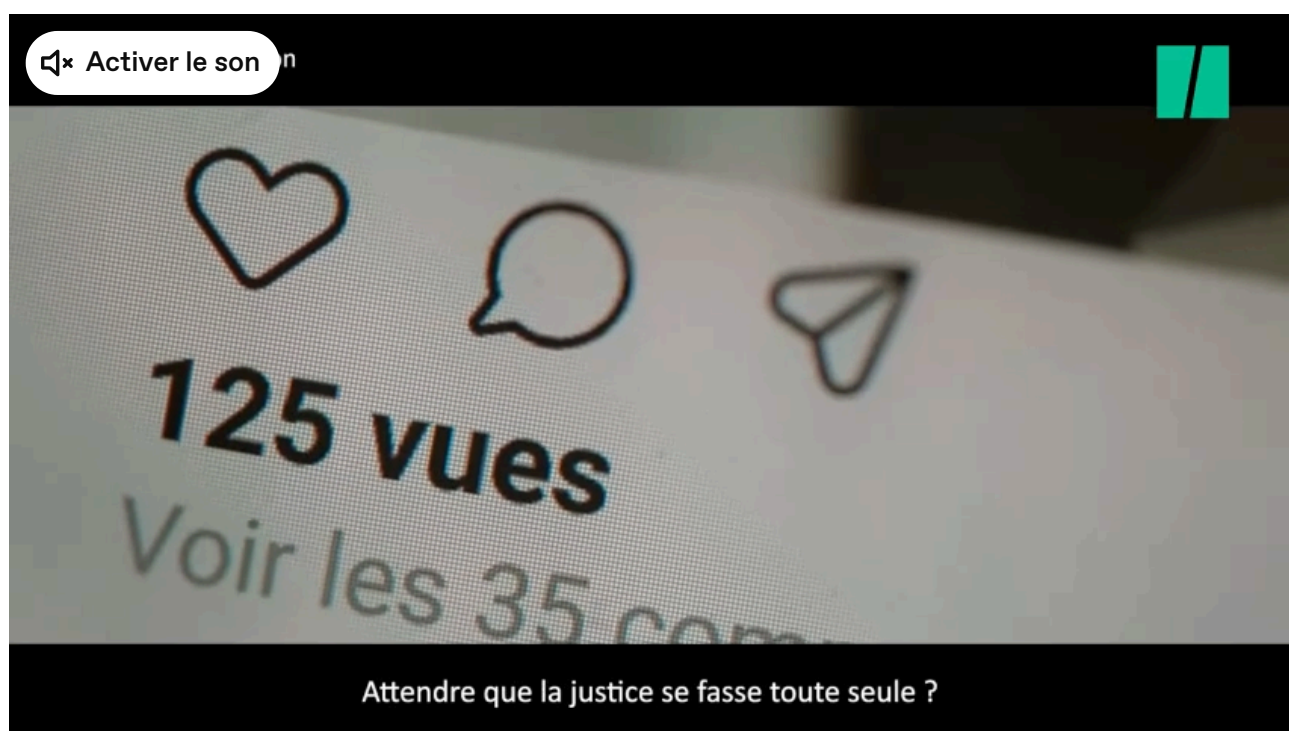 Activer le son
125 vues
Voir les 35
Attendre que la justice se fasse toute seule ?